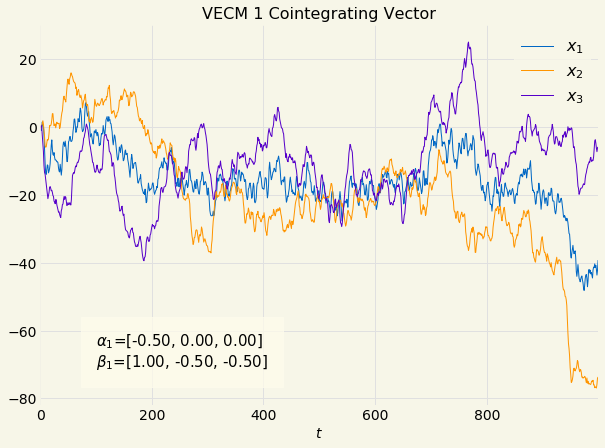 VECM 1 Cointegrating Vector
x₁
x₂
x₃
20
0
−20
−40
−60
−80
α₁=[-0.50, 0.00, 0.00]
β₁=[1.00, -0.50, -0.50]
0 200 400 600 800
t